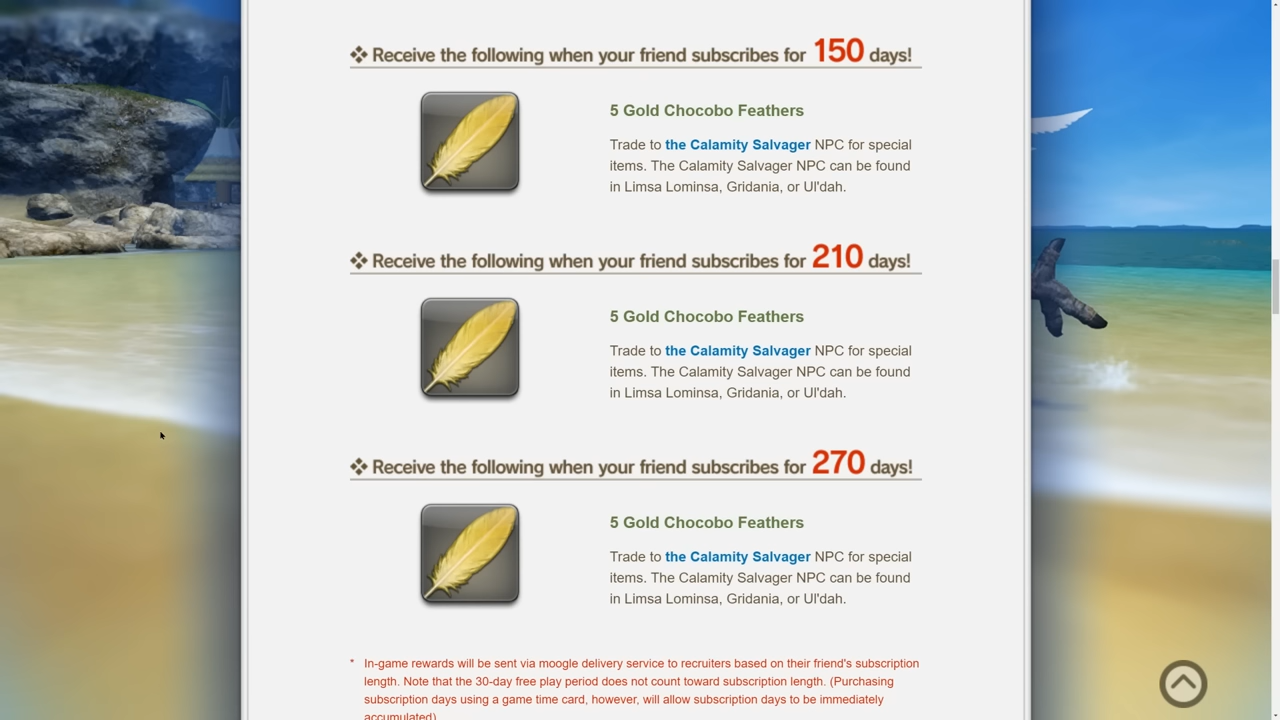 Receive the following when your friend subscribes for 150 days!
5 Gold Chocobo Feathers
Trade to the Calamity Salvager NPC for special
items. The Calamity Salvager NPC can be found
in Limsa Lominsa, Gridania, or Ul'dah.
Receive the following when your friend subscribes for 210 days!
5 Gold Chocobo Feathers
Trade to the Calamity Salvager NPC for special
items. The Calamity Salvager NPC can be found
in Limsa Lominsa, Gridania, or Ul'dah.
Receive the following when your friend subscribes for 270 days!
5 Gold Chocobo Feathers
Trade to the Calamity Salvager NPC for special
items. The Calamity Salvager NPC can be found
in Limsa Lominsa, Gridania, or Ul'dah.
* In-game rewards will be sent via moogle delivery service to recruiters based on their friend's subscription
length. Note that the 30-day free play period does not count toward subscription length. (Purchasing
subscription days using a game time card, however, will allow subscription days to be immediately
accumulated)